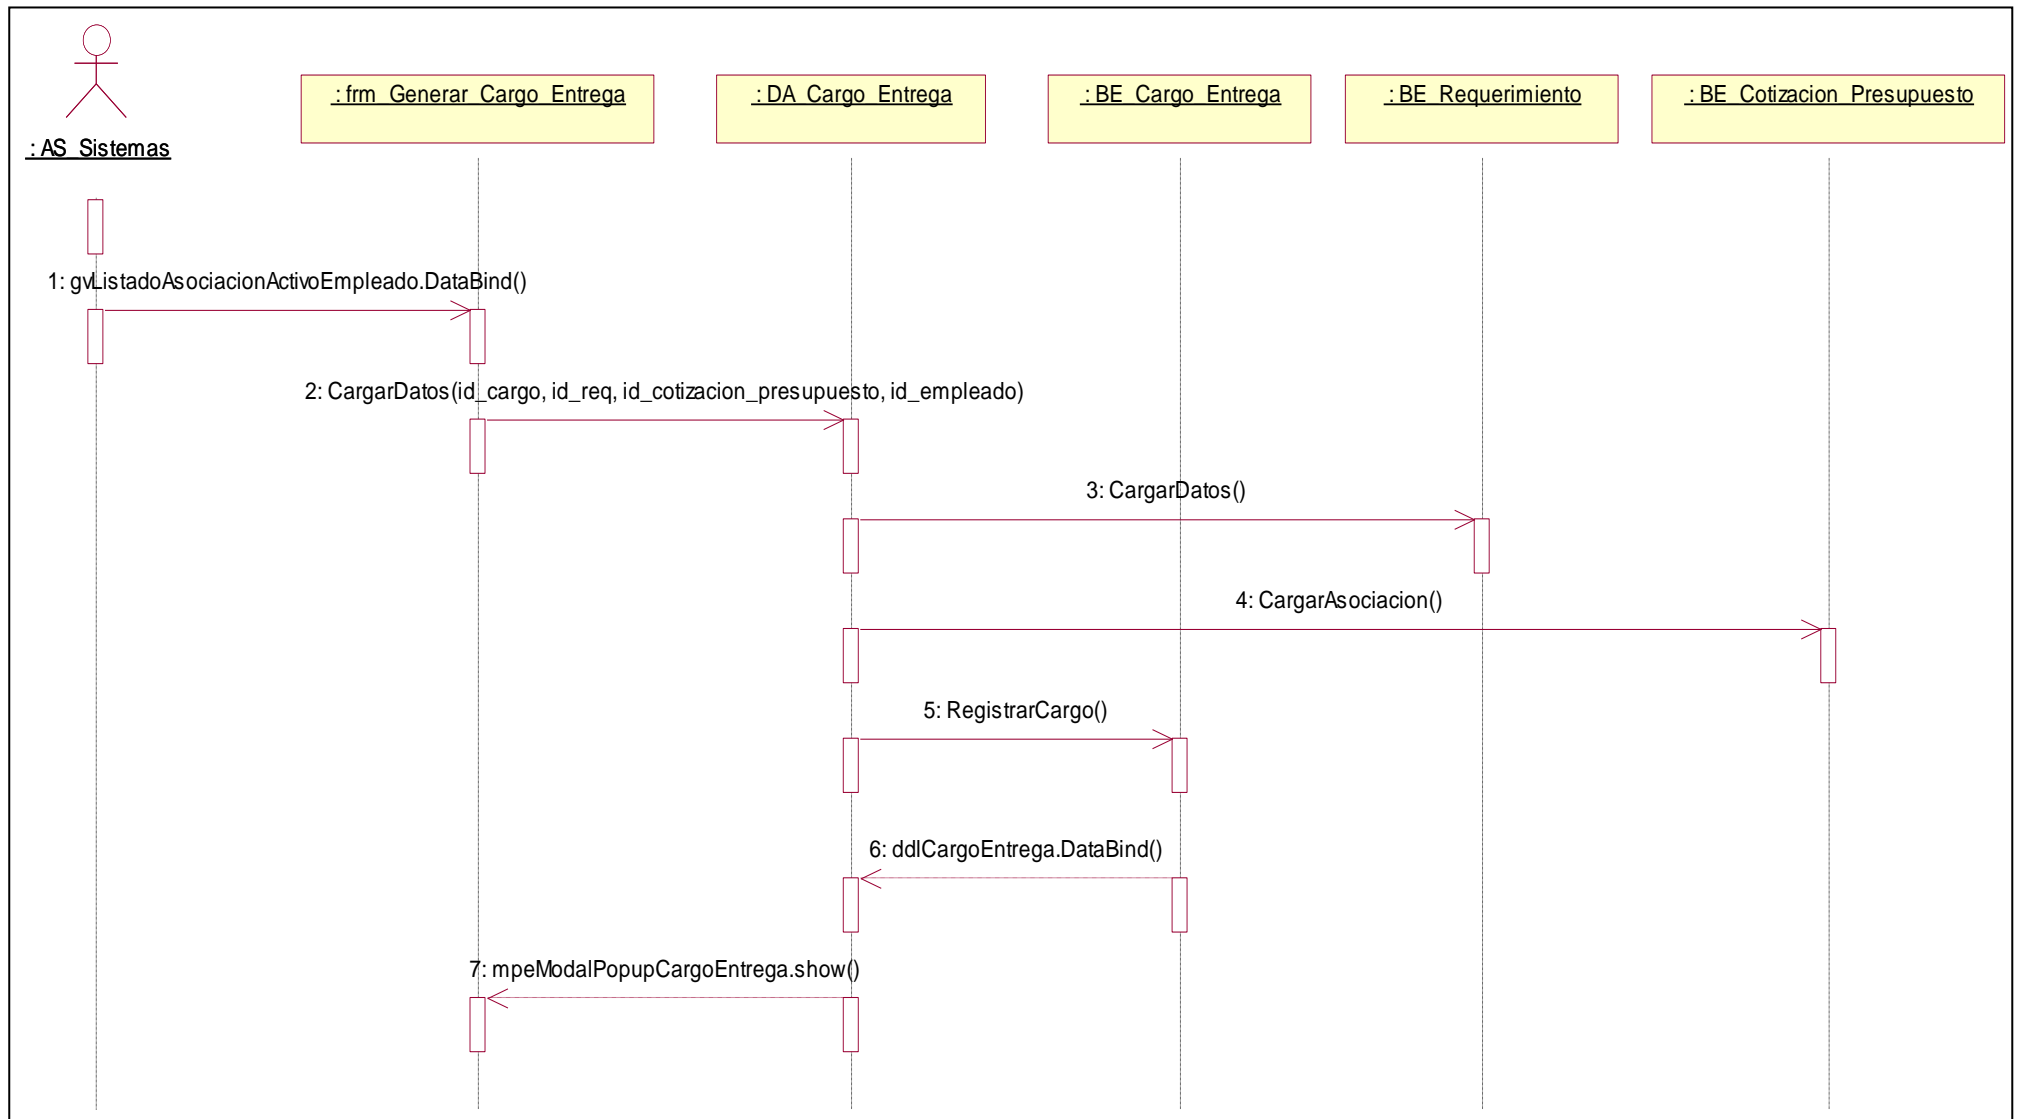 : frm_Generar_Cargo_Entrega
: DA_Cargo_Entrega
: BE_Cargo_Entrega
: BE_Requerimiento
: BE_Cotizacion_Presupuesto
: AS_Sistemas
1: gvListadoAsociacionActivoEmpleado.DataBind()
2: CargarDatos(id_cargo, id_req, id_cotizacion_presupuesto, id_empleado)
3: CargarDatos()
4: CargarAsociacion()
5: RegistrarCargo()
6: ddlCargoEntrega.DataBind()
7: mpeModalPopupCargoEntrega.show()